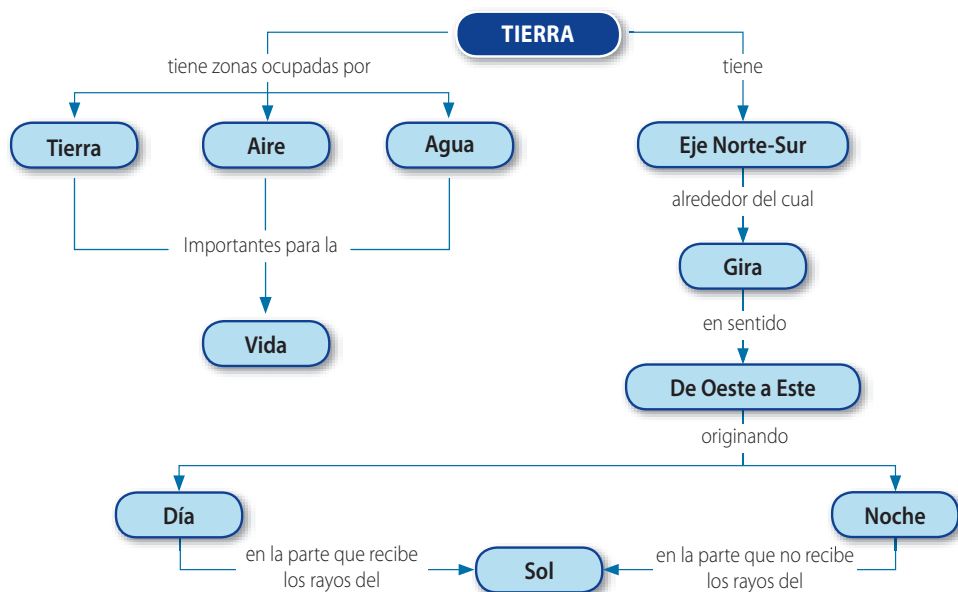 TIERRA
tiene zonas ocupadas por
tiene
Tierra
Aire
Agua
Eje Norte-Sur
alrededor del cual
Importantes para la
Gira
en sentido
Vida
De Oeste a Este
originando
Día
Noche
en la parte que recibe
los rayos del
Sol
en la parte que no recibe
los rayos del